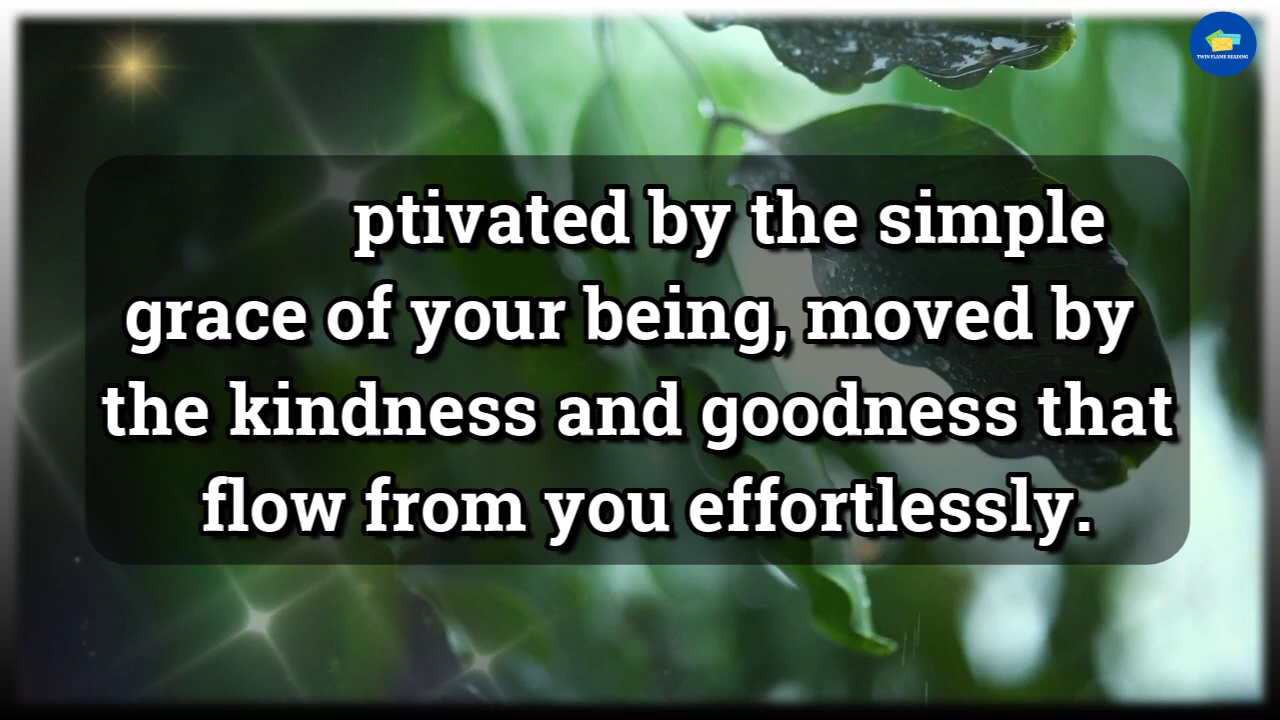 TWIN FLAME READING
ptivated by the simple
grace of your being, moved by
the kindness and goodness that
flow from you effortlessly.